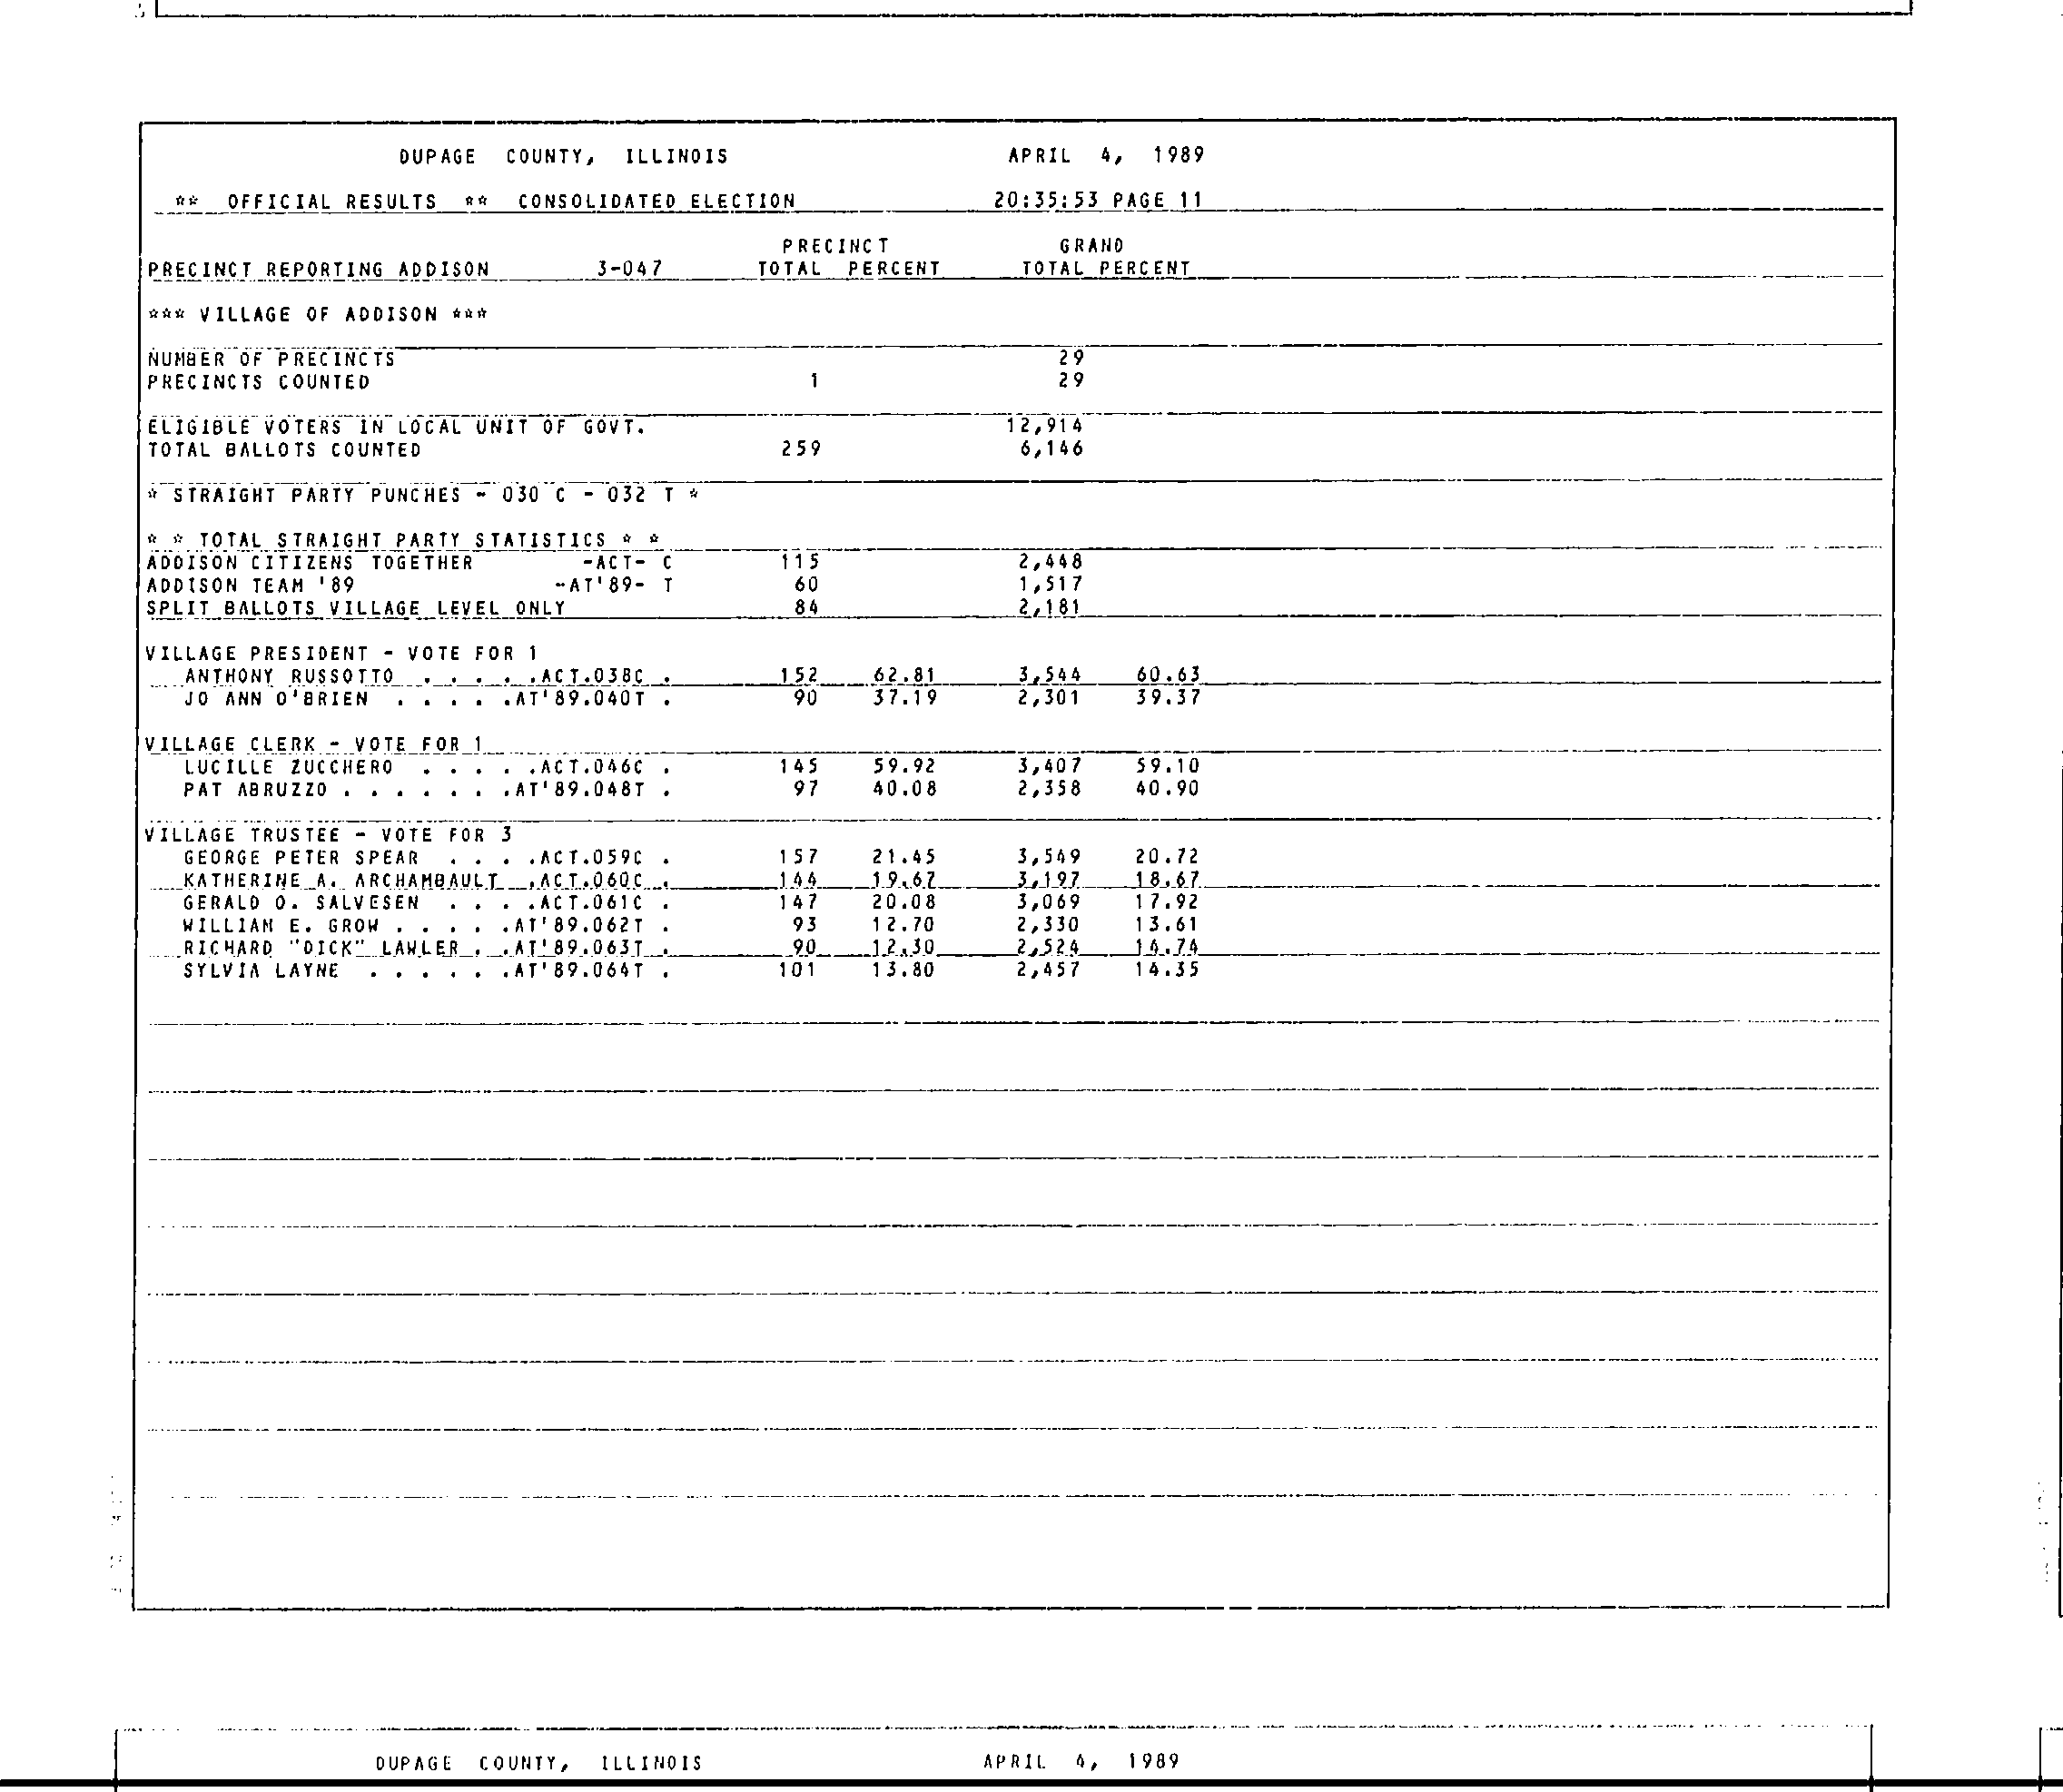 DUPAGE COUNTY, ILLINOIS APRIL 4, 1989
** OFFICIAL RESULTS ** CONSOLIDATED ELECTION 20:35:53 PAGE 11
PRECINCT GRAND
PRECINCT REPORTING ADDISON 3-047 TOTAL PERCENT TOTAL PERCENT
*** VILLAGE OF ADDISON ***
NUMBER OF PRECINCTS 29
PRECINCTS COUNTED 1 29
ELIGIBLE VOTERS IN LOCAL UNIT OF GOVT. 12,914
TOTAL BALLOTS COUNTED 259 6,146
* STRAIGHT PARTY PUNCHES - 030 C - 032 T *
* * TOTAL STRAIGHT PARTY STATISTICS * *
ADDISON CITIZENS TOGETHER -ACT- C 115 2,448
ADDISON TEAM '89 -AT'89- T 60 1,517
SPLIT BALLOTS VILLAGE LEVEL ONLY 84 2,181
VILLAGE PRESIDENT - VOTE FOR 1
ANTHONY RUSSOTTO . . . . .ACT.038C . 152 62.81 3,544 60.63
JO ANN O'BRIEN . . . . .AT'89.040T . 90 37.19 2,301 39.37
VILLAGE CLERK - VOTE FOR 1
LUCILLE ZUCCHERO . . . . .ACT.046C . 145 59.92 3,407 59.10
PAT ABRUZZO . . . . . . .AT'89.048T . 97 40.08 2,358 40.90
VILLAGE TRUSTEE - VOTE FOR 3
GEORGE PETER SPEAR . . . .ACT.059C . 157 21.45 3,549 20.72
KATHERINE A. ARCHAMBAULT .ACT.060C . 144 19.67 3,197 18.67
GERALD O. SALVESEN . . . .ACT.061C . 147 20.08 3,069 17.92
WILLIAM E. GROW . . . . .AT'89.062T . 93 12.70 2,330 13.61
RICHARD "DICK" LAWLER . .AT'89.063T . 90 12.30 2,524 14.74
SYLVIA LAYNE . . . . . .AT'89.064T . 101 13.80 2,457 14.35
DUPAGE COUNTY, ILLINOIS APRIL 4, 1989